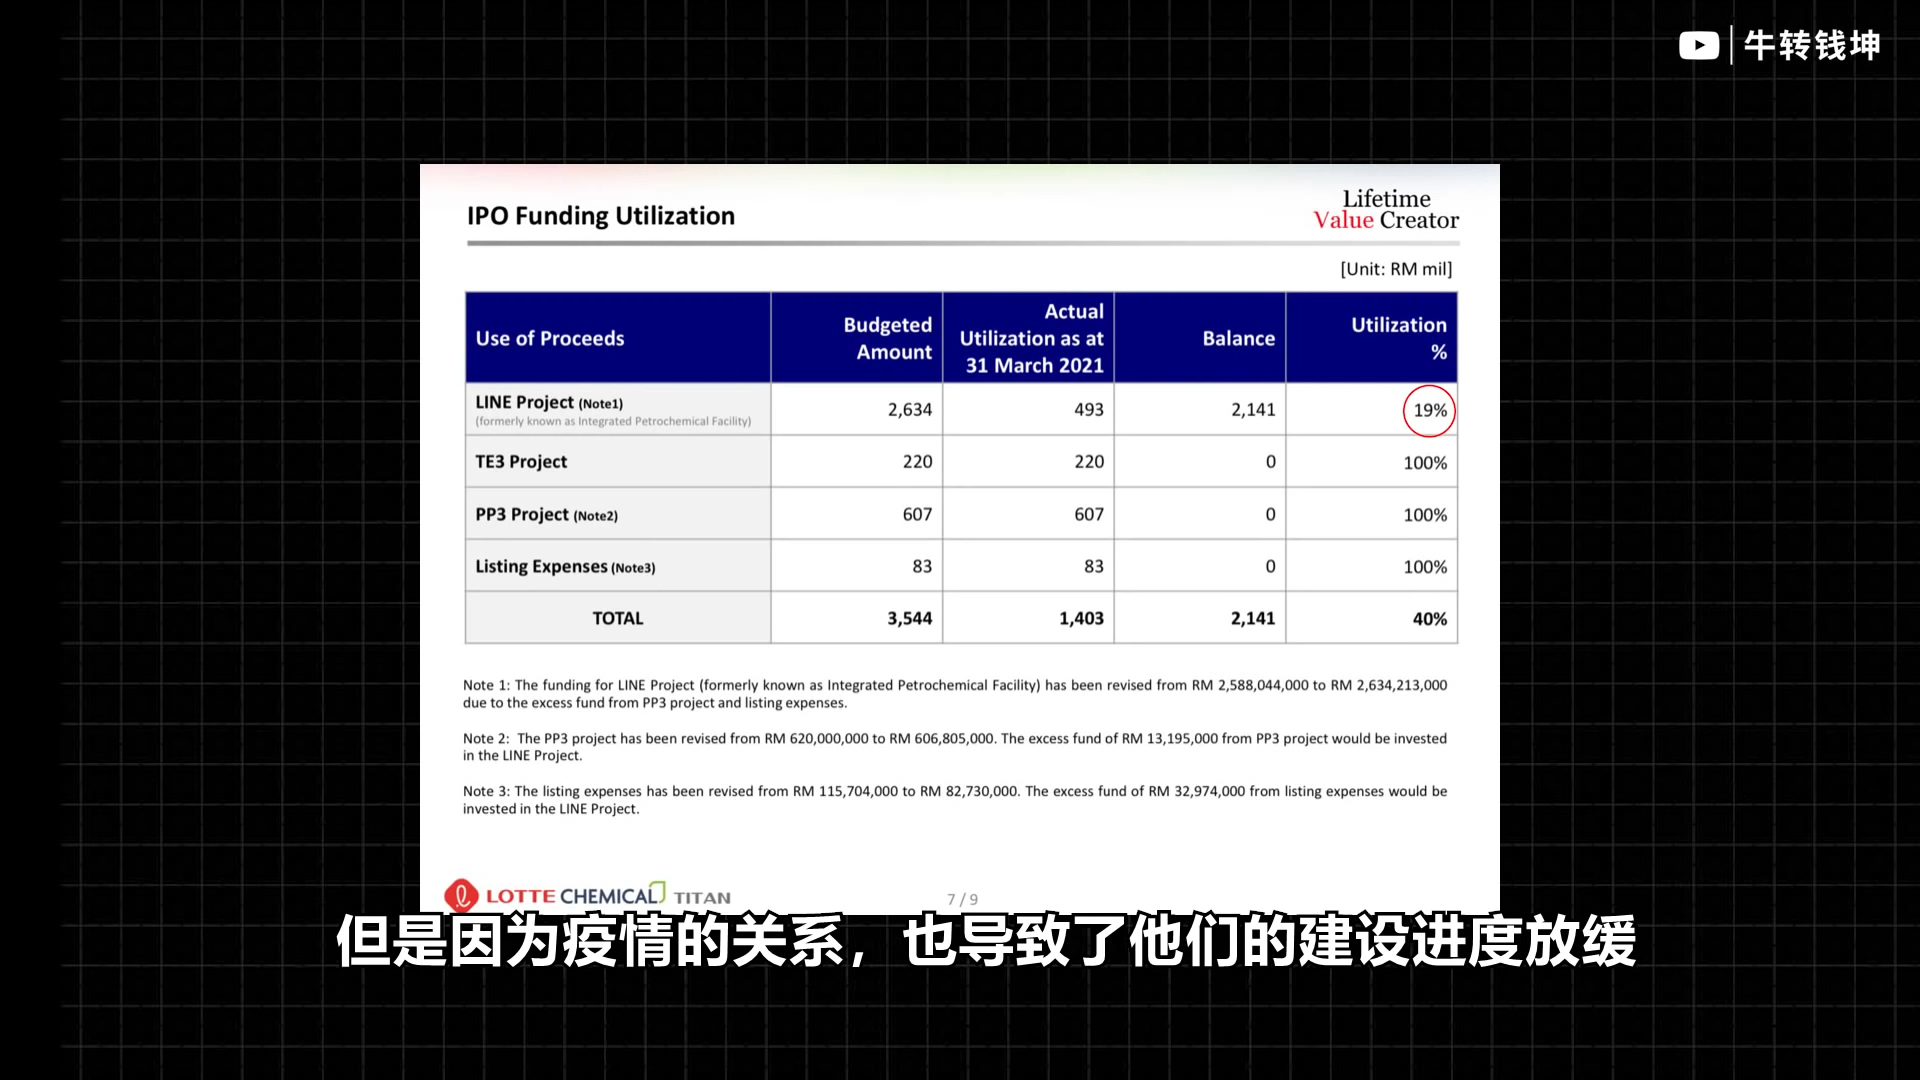 牛转钱坤
IPO Funding Utilization
Lifetime
Value Creator
[Unit: RM mil]
Use of Proceeds
Budgeted
Amount
Actual
Utilization as at
31 March 2021
Balance
Utilization
%
LINE Project (Note1)
(formerly known as Integrated Petrochemical Facility)
2,634
493
2,141
19%
TE3 Project
220
220
0
100%
PP3 Project (Note2)
607
607
0
100%
Listing Expenses (Note3)
83
83
0
100%
TOTAL
3,544
1,403
2,141
40%
Note 1: The funding for LINE Project (formerly known as Integrated Petrochemical Facility) has been revised from RM 2,588,044,000 to RM 2,634,213,000
due to the excess fund from PP3 project and listing expenses.
Note 2: The PP3 project has been revised from RM 620,000,000 to RM 606,805,000. The excess fund of RM 13,195,000 from PP3 project would be invested
in the LINE Project.
Note 3: The listing expenses has been revised from RM 115,704,000 to RM 82,730,000. The excess fund of RM 32,974,000 from listing expenses would be
invested in the LINE Project.
LOTTE CHEMICAL TITAN
7 / 9
但是因为疫情的关系，也导致了他们的建设进度放缓